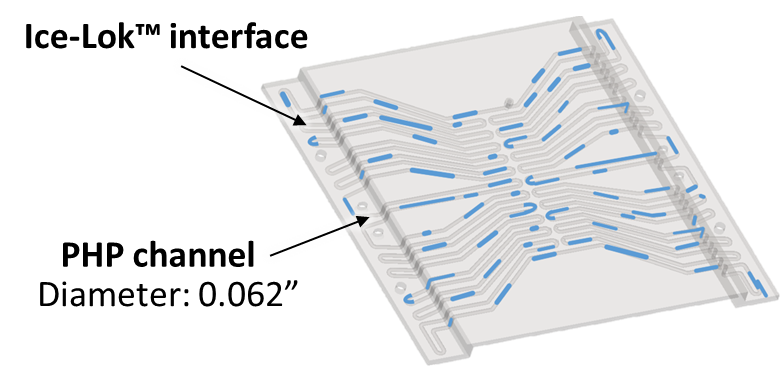 Ice-Lok™ interface
PHP channel
Diameter: 0.062”